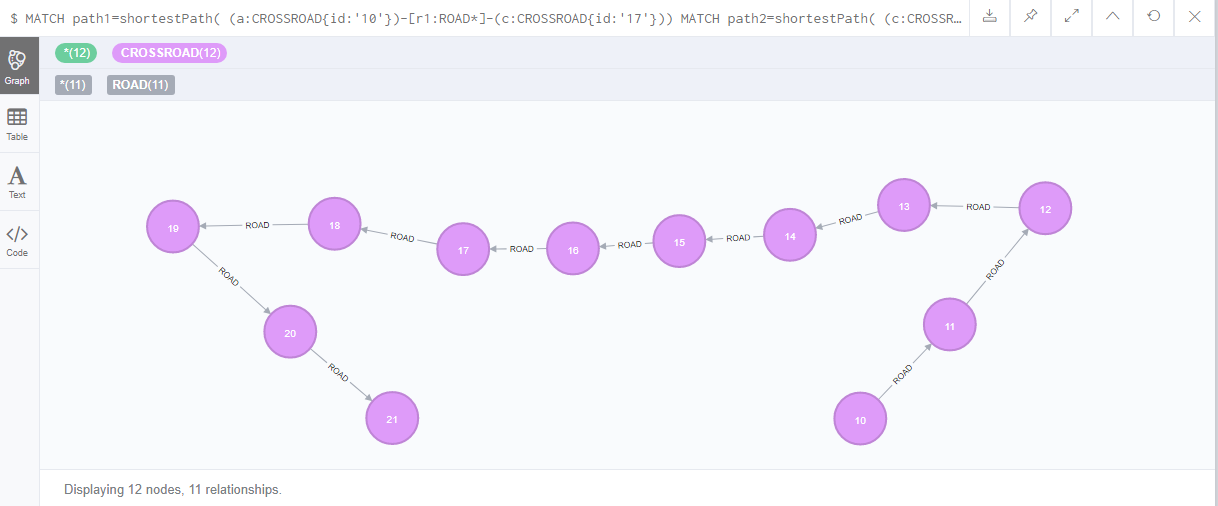 $ MATCH path1=shortestPath( (a:CROSSROAD{id:'10'})-[r1:ROAD*]-(c:CROSSROAD{id:'17'})) MATCH path2=shortestPath( (c:CROSSR…
*(12) CROSSROAD(12)
Graph
*(11) ROAD(11)
Table
Text
Code
13
12
ROAD
ROAD
19
ROAD
18
ROAD
17
ROAD
16
ROAD
15
ROAD
14
ROAD
ROAD
20
11
ROAD
ROAD
21
10
Displaying 12 nodes, 11 relationships.